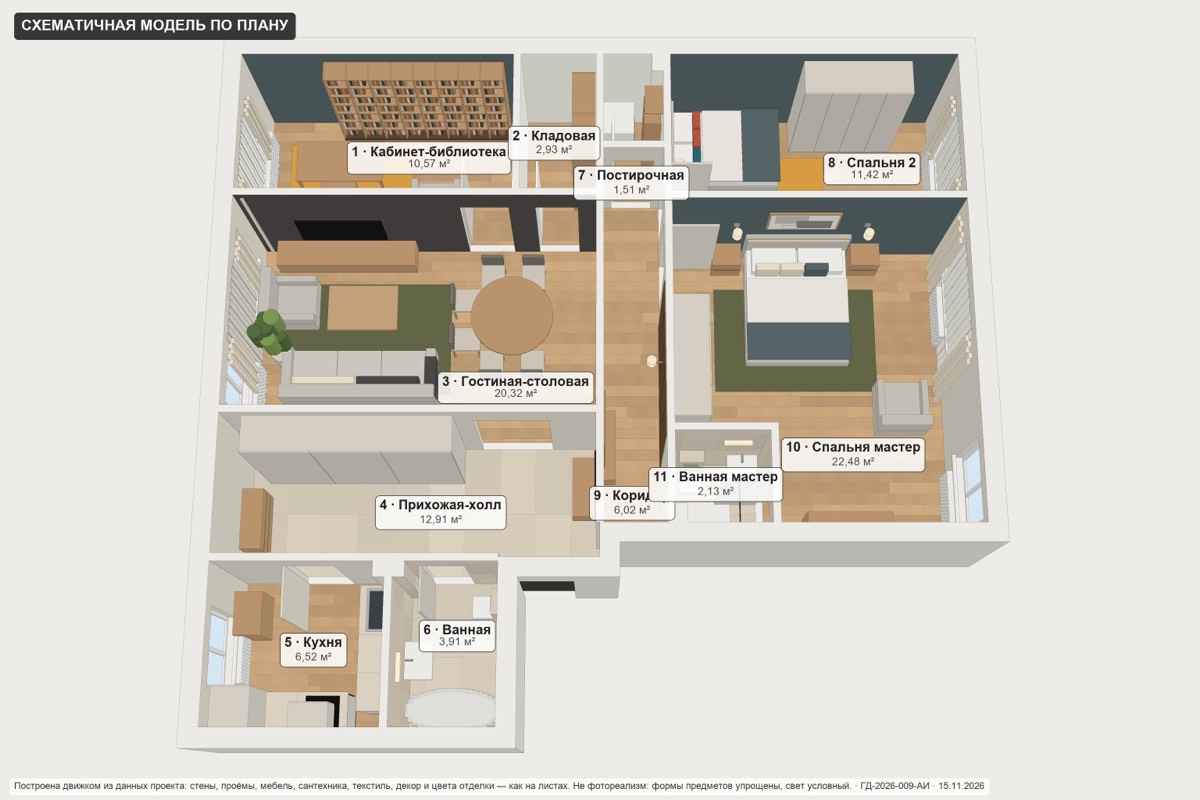 СХЕМАТИЧНАЯ МОДЕЛЬ ПО ПЛАНУ
1 · Кабинет-библиотека
10,57 м²
2 · Кладовая
2,93 м²
7 · Постирочная
1,51 м²
8 · Спальня 2
11,42 м²
3 · Гостиная-столовая
20,32 м²
10 · Спальня мастер
22,48 м²
11 · Ванная мастер
2,13 м²
9 · Корид
6,02 м²
4 · Прихожая-холл
12,91 м²
5 · Кухня
6,52 м²
6 · Ванная
3,91 м²
Построена движком из данных проекта: стены, проёмы, мебель, сантехника, текстиль, декор и цвета отделки — как на листах. Не фотореализм: формы предметов упрощены, свет условный. · ГД-2026-009-АИ · 15.11.2026